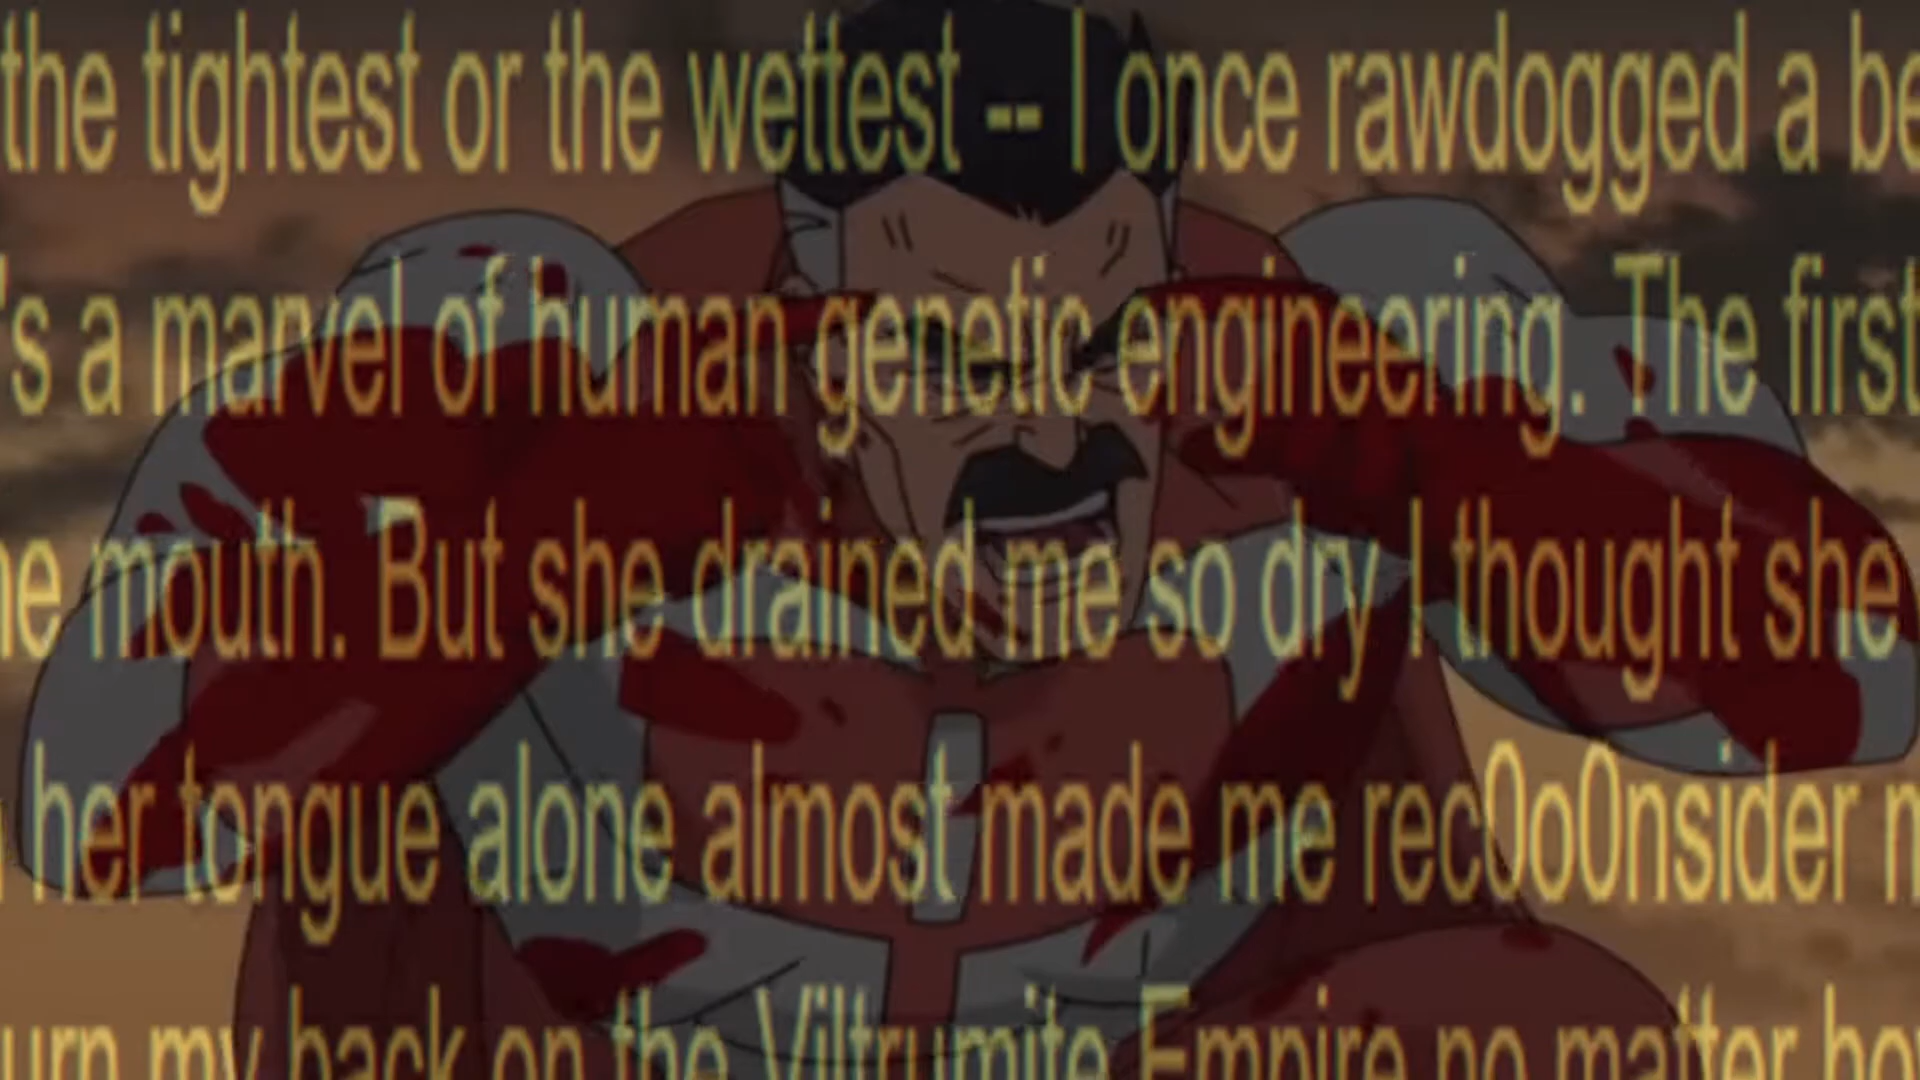 the tightest or the wettest -- I once rawdogged a be
's a marvel of human genetic engineering. The first
he mouth. But she drained me so dry I thought she
her tongue alone almost made me rec0o0nsider
urn my back on the Viltrumite Empire no matter ho